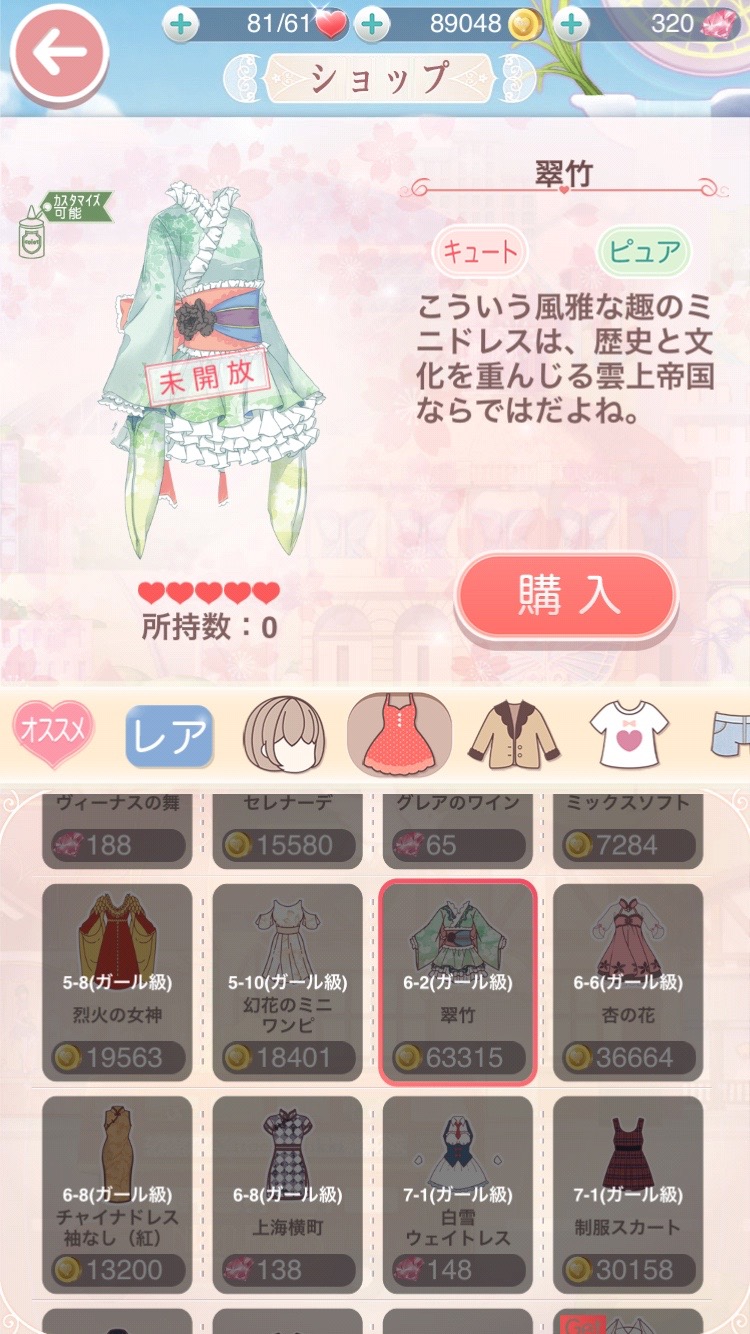 81/61
89048
320
ショップ
カスタマイズ
可能
翠竹
キュート
ピュア
こういう風雅な趣のミ
ニドレスは、歴史と文
化を重んじる雲上帝国
ならではだよね。
未開放
所持数：0
購入
オススメ
レア
ヴィーナスの舞
セレナーデ
グレアのワイン
ミックスソフト
188
15580
65
7284
5-8(ガール級)
烈火の女神
19563
5-10(ガール級)
幻花のミニ
ワンピ
18401
6-2(ガール級)
翠竹
63315
6-6(ガール級)
杏の花
36664
6-8(ガール級)
チャイナドレス
袖なし（紅）
13200
6-8(ガール級)
上海横町
138
7-1(ガール級)
白雪
ウェイトレス
148
7-1(ガール級)
制服スカート
30158